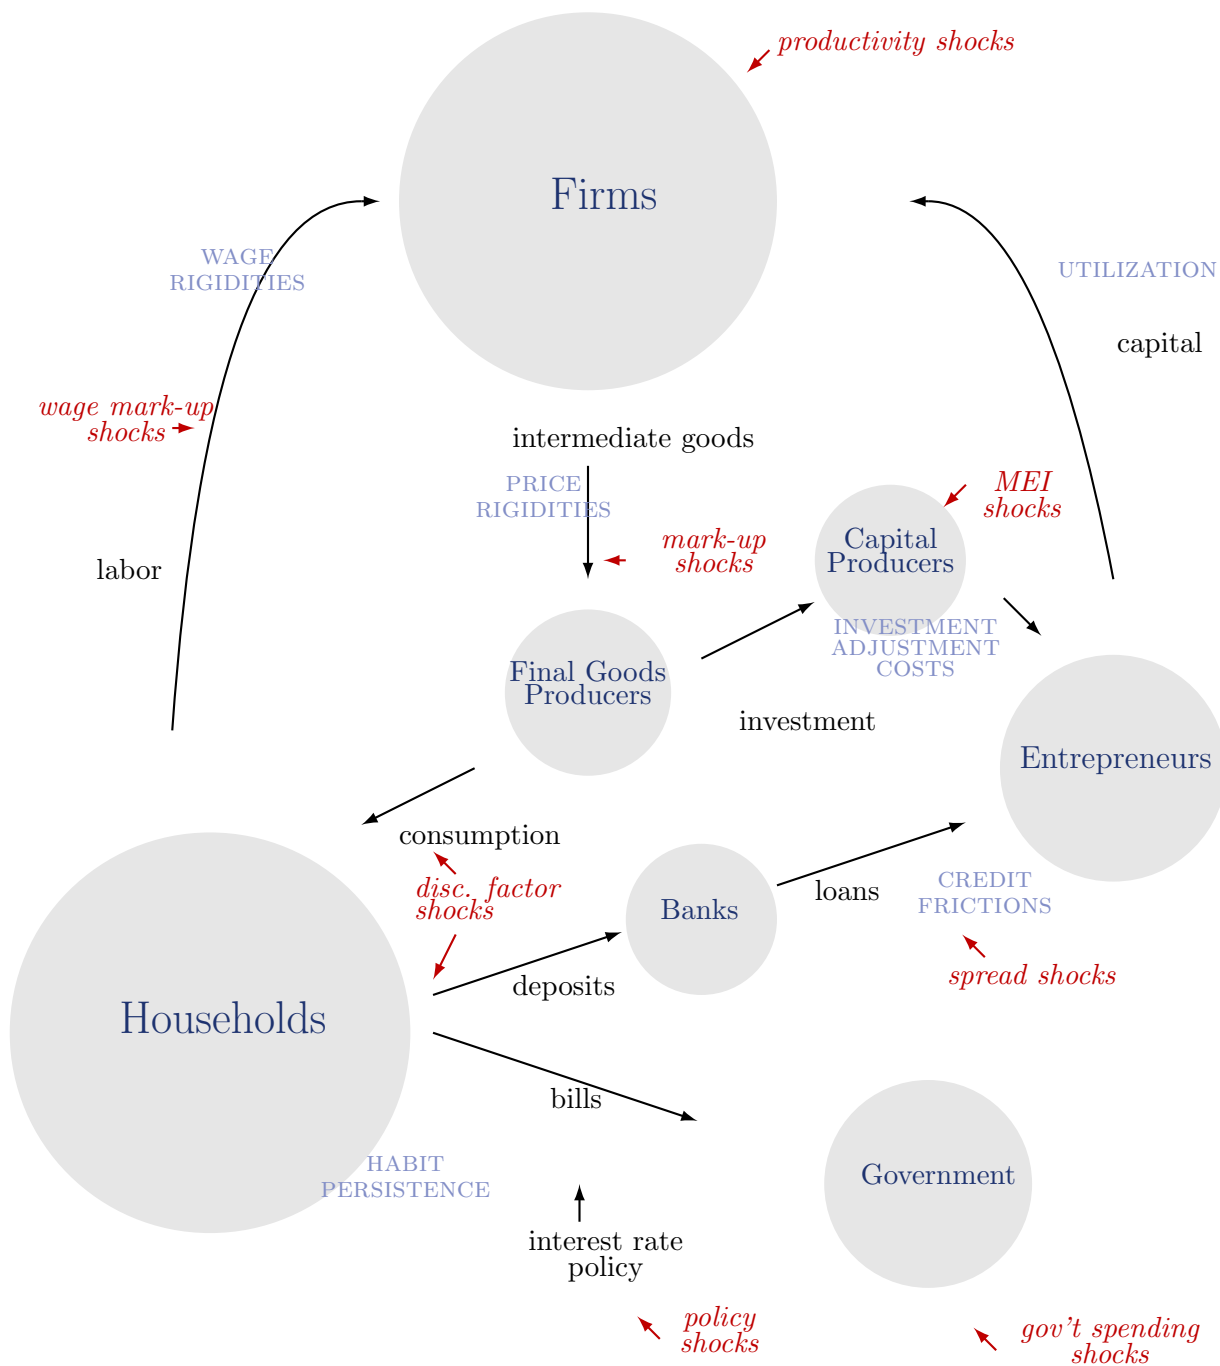 productivity shocks
Firms
WAGE
RIGIDITIES
UTILIZATION
capital
wage mark-up
shocks
intermediate goods
PRICE
RIGIDITIES
MEI
shocks
mark-up
shocks
Capital
Producers
labor
INVESTMENT
ADJUSTMENT
COSTS
Final Goods
Producers
investment
Entrepreneurs
consumption
disc. factor
shocks
Banks
loans
CREDIT
FRICTIONS
spread shocks
deposits
Households
bills
HABIT
PERSISTENCE
Government
interest rate
policy
policy
shocks
gov't spending
shocks